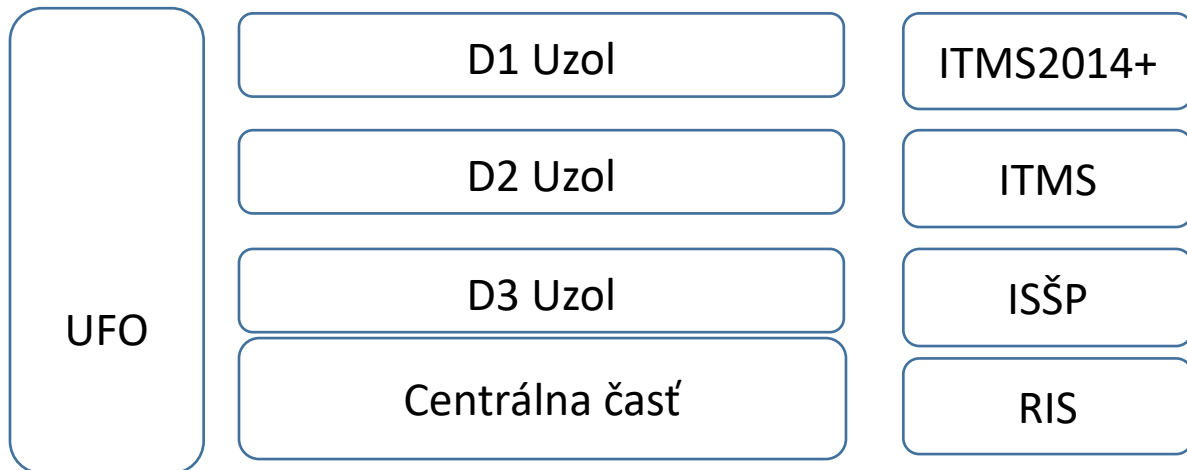 UFO
D1 Uzol
D2 Uzol
D3 Uzol
Centrálna časť
ITMS2014+
ITMS
ISŠP
RIS